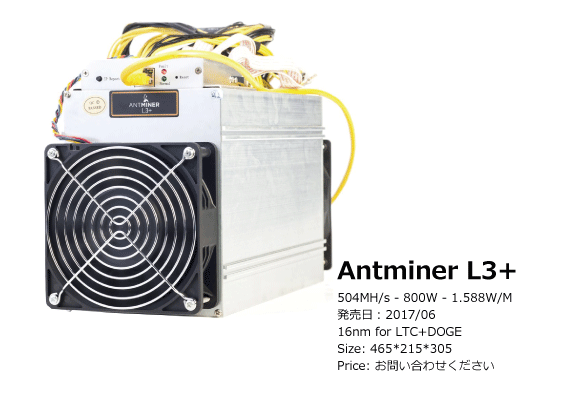 ANTMINER
L3+
Antminer L3+
504MH/s - 800W - 1.588W/M
発売日：2017/06
16nm for LTC+DOGE
Size: 465*215*305
Price: お問い合わせください